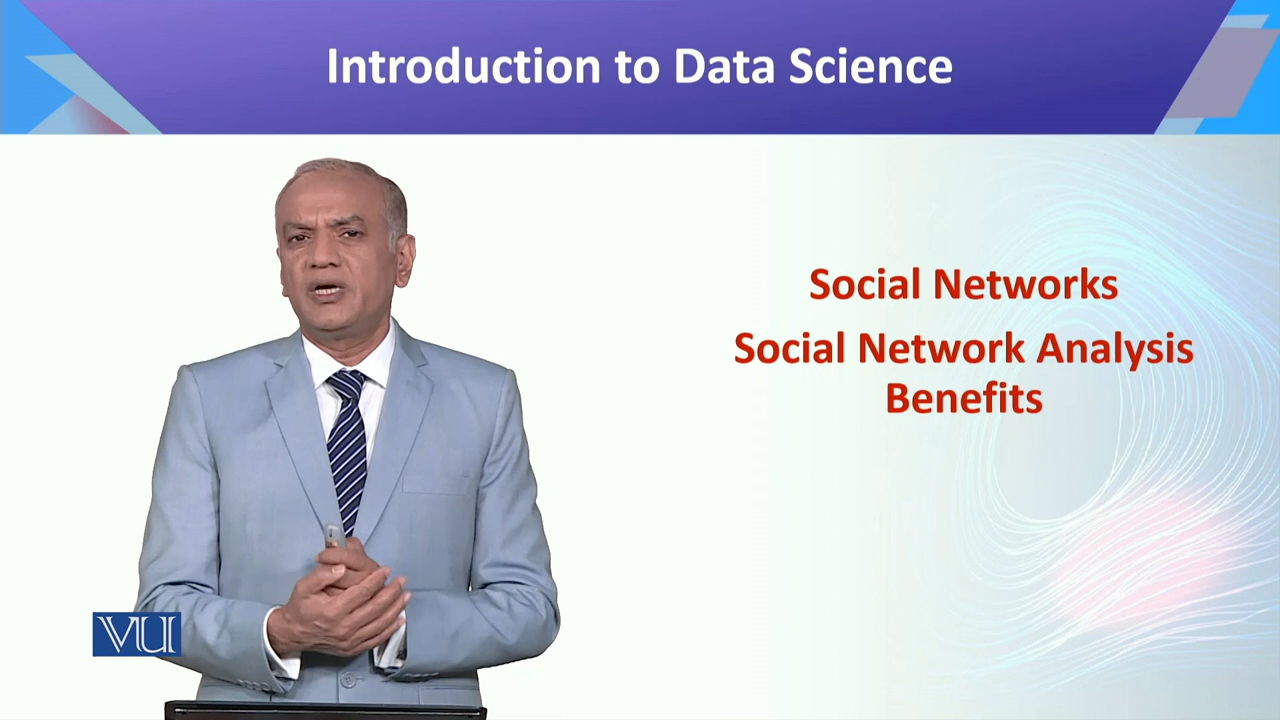 Introduction to Data Science
Social Networks
Social Network Analysis
Benefits
VU